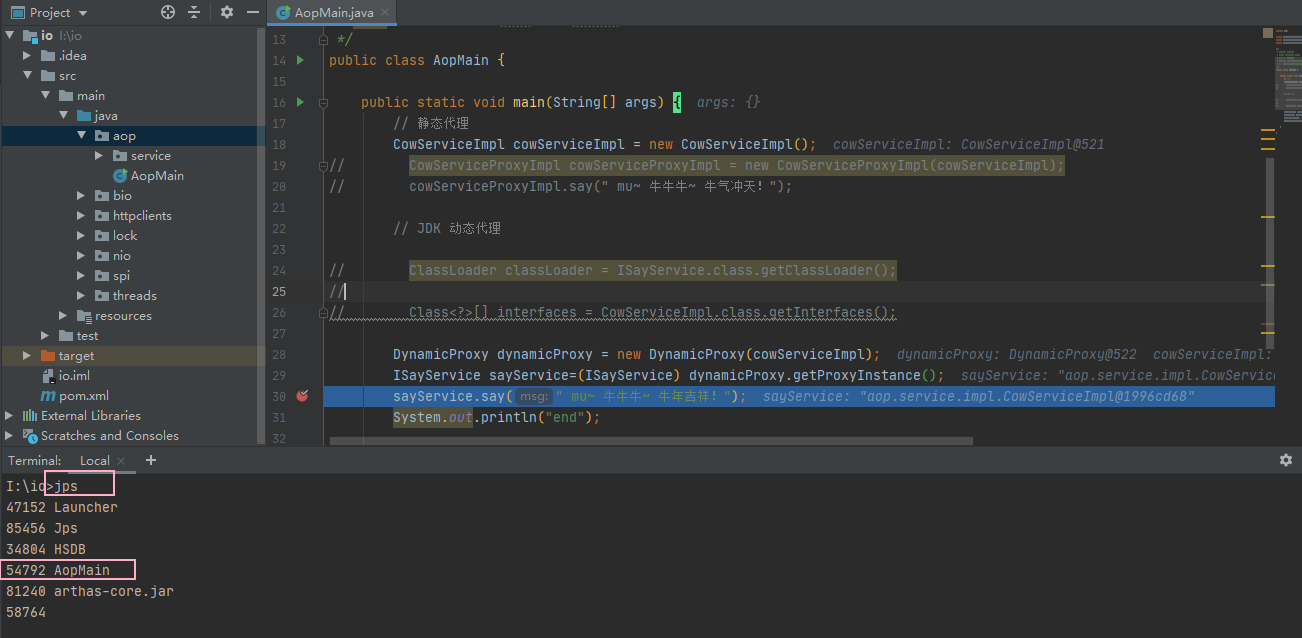 Project
AopMain.java
io I:\io
.idea
src
main
java
aop
service
AopMain
bio
httpclients
lock
nio
spi
threads
resources
test
target
io.iml
pom.xml
External Libraries
Scratches and Consoles
13 */
14 public class AopMain {
15
16 public static void main(String[] args) { args: {}
17 // 静态代理
18 CowServiceImpl cowServiceImpl = new CowServiceImpl(); cowServiceImpl: CowServiceImpl@521
19 // CowServiceProxyImpl cowServiceProxyImpl = new CowServiceProxyImpl(cowServiceImpl);
20 // cowServiceProxyImpl.say(" mu~ 牛牛牛~ 牛气冲天! ");
21
22 // JDK 动态代理
23
24 // ClassLoader classLoader = ISayService.class.getClassLoader();
25 //
26 // Class<?>[] interfaces = CowServiceImpl.class.getInterfaces();
27
28 DynamicProxy dynamicProxy = new DynamicProxy(cowServiceImpl); dynamicProxy: DynamicProxy@522 cowServiceImpl:
29 ISayService sayService=(ISayService) dynamicProxy.getProxyInstance(); sayService: "aop.service.impl.CowServic
30 sayService.say( msg: " mu~ 牛牛牛~ 牛年吉祥! "); sayService: "aop.service.impl.CowServiceImpl@1996cd68"
31 System.out.println("end");
32
Terminal: Local
I:\io>jps
47152 Launcher
85456 Jps
34804 HSDB
54792 AopMain
81240 arthas-core.jar
58764